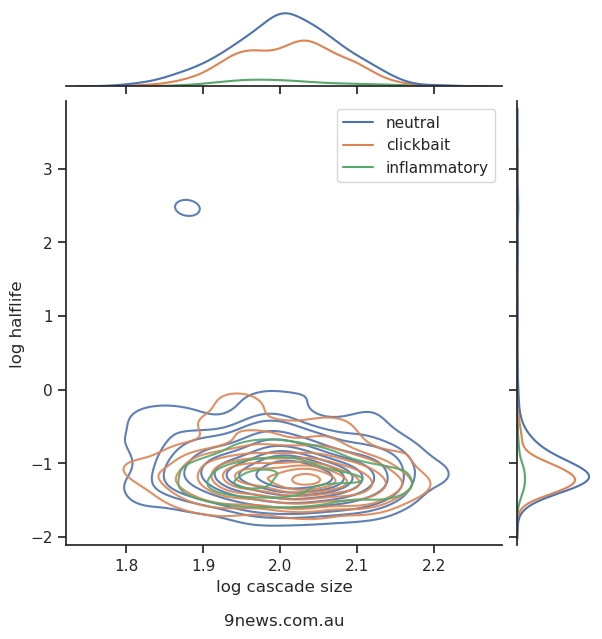 neutral
clickbait
inflammatory
3
2
1
0
−1
−2
log halflife
1.8 1.9 2.0 2.1 2.2
log cascade size
9news.com.au